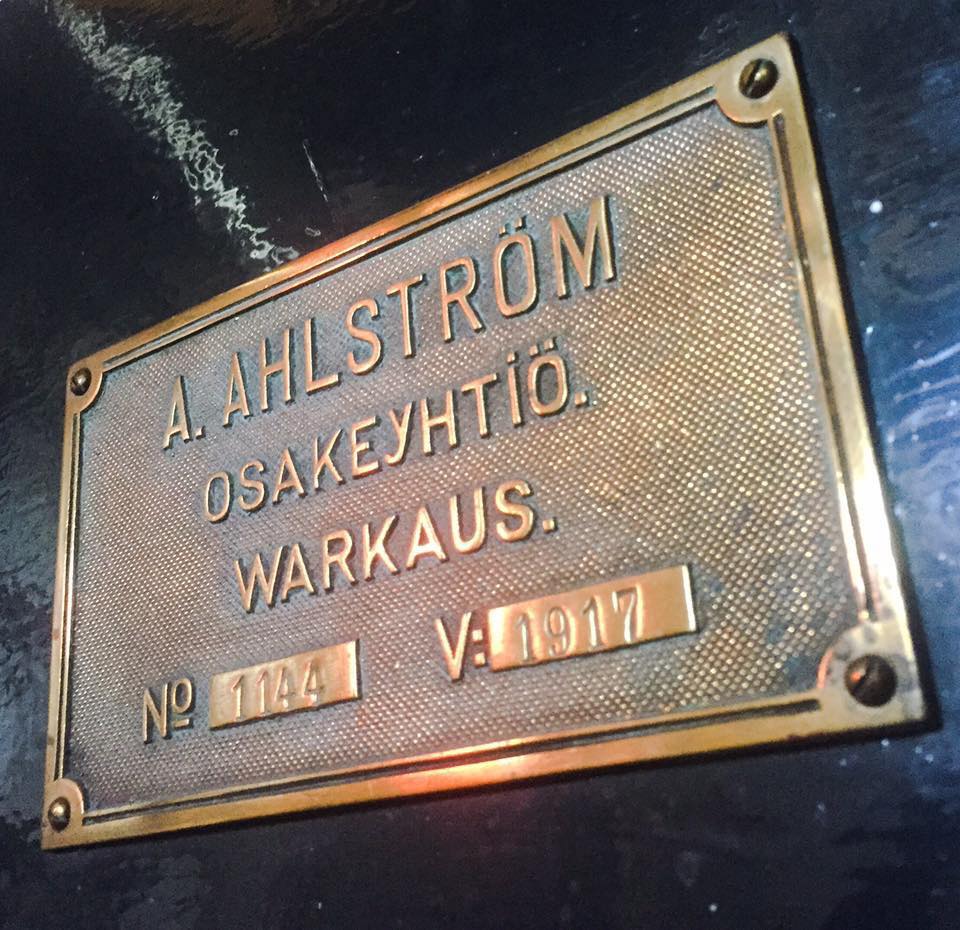 A. AHLSTRÖM
OSAKEYHTIÖ.
WARKAUS.
Nº 1144 V: 1917